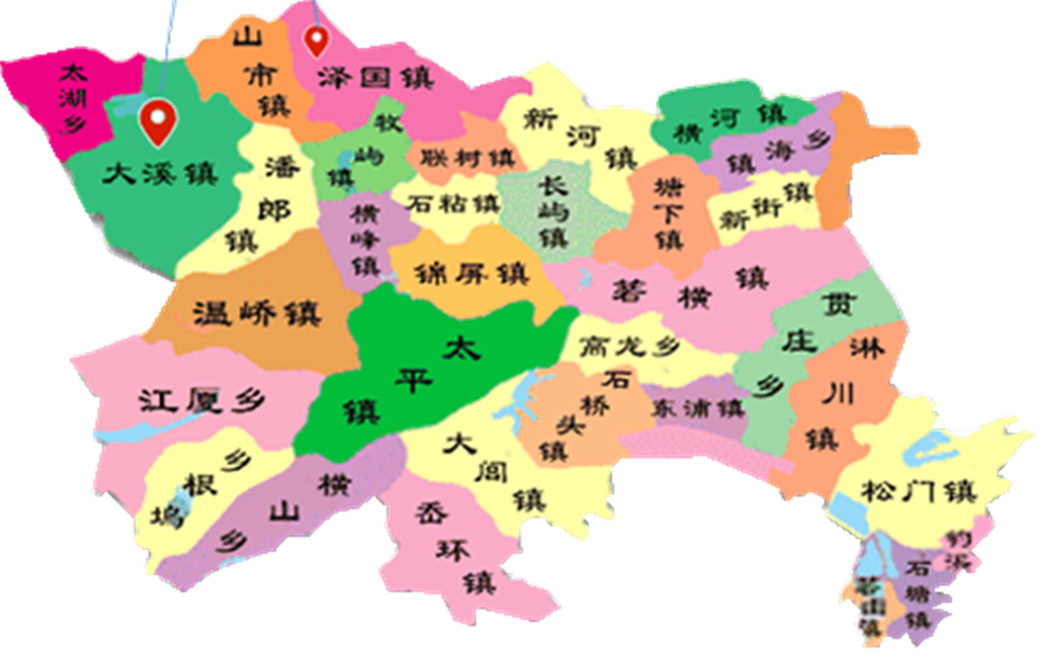 太湖乡
山市镇
泽国镇
大溪镇
潘郎镇
牧屿镇
联树镇
新河镇
横河镇
镇海乡
石粘镇
长屿镇
塘下镇
新街镇
横峰镇
锦屏镇
箬横镇
温峤镇
太平镇
高龙乡
贯庄乡
淋川镇
江厦乡
石桥头镇
东浦镇
坞根乡
横山乡
大闾镇
岙环镇
松门镇
钓浜
石塘镇
箬山镇